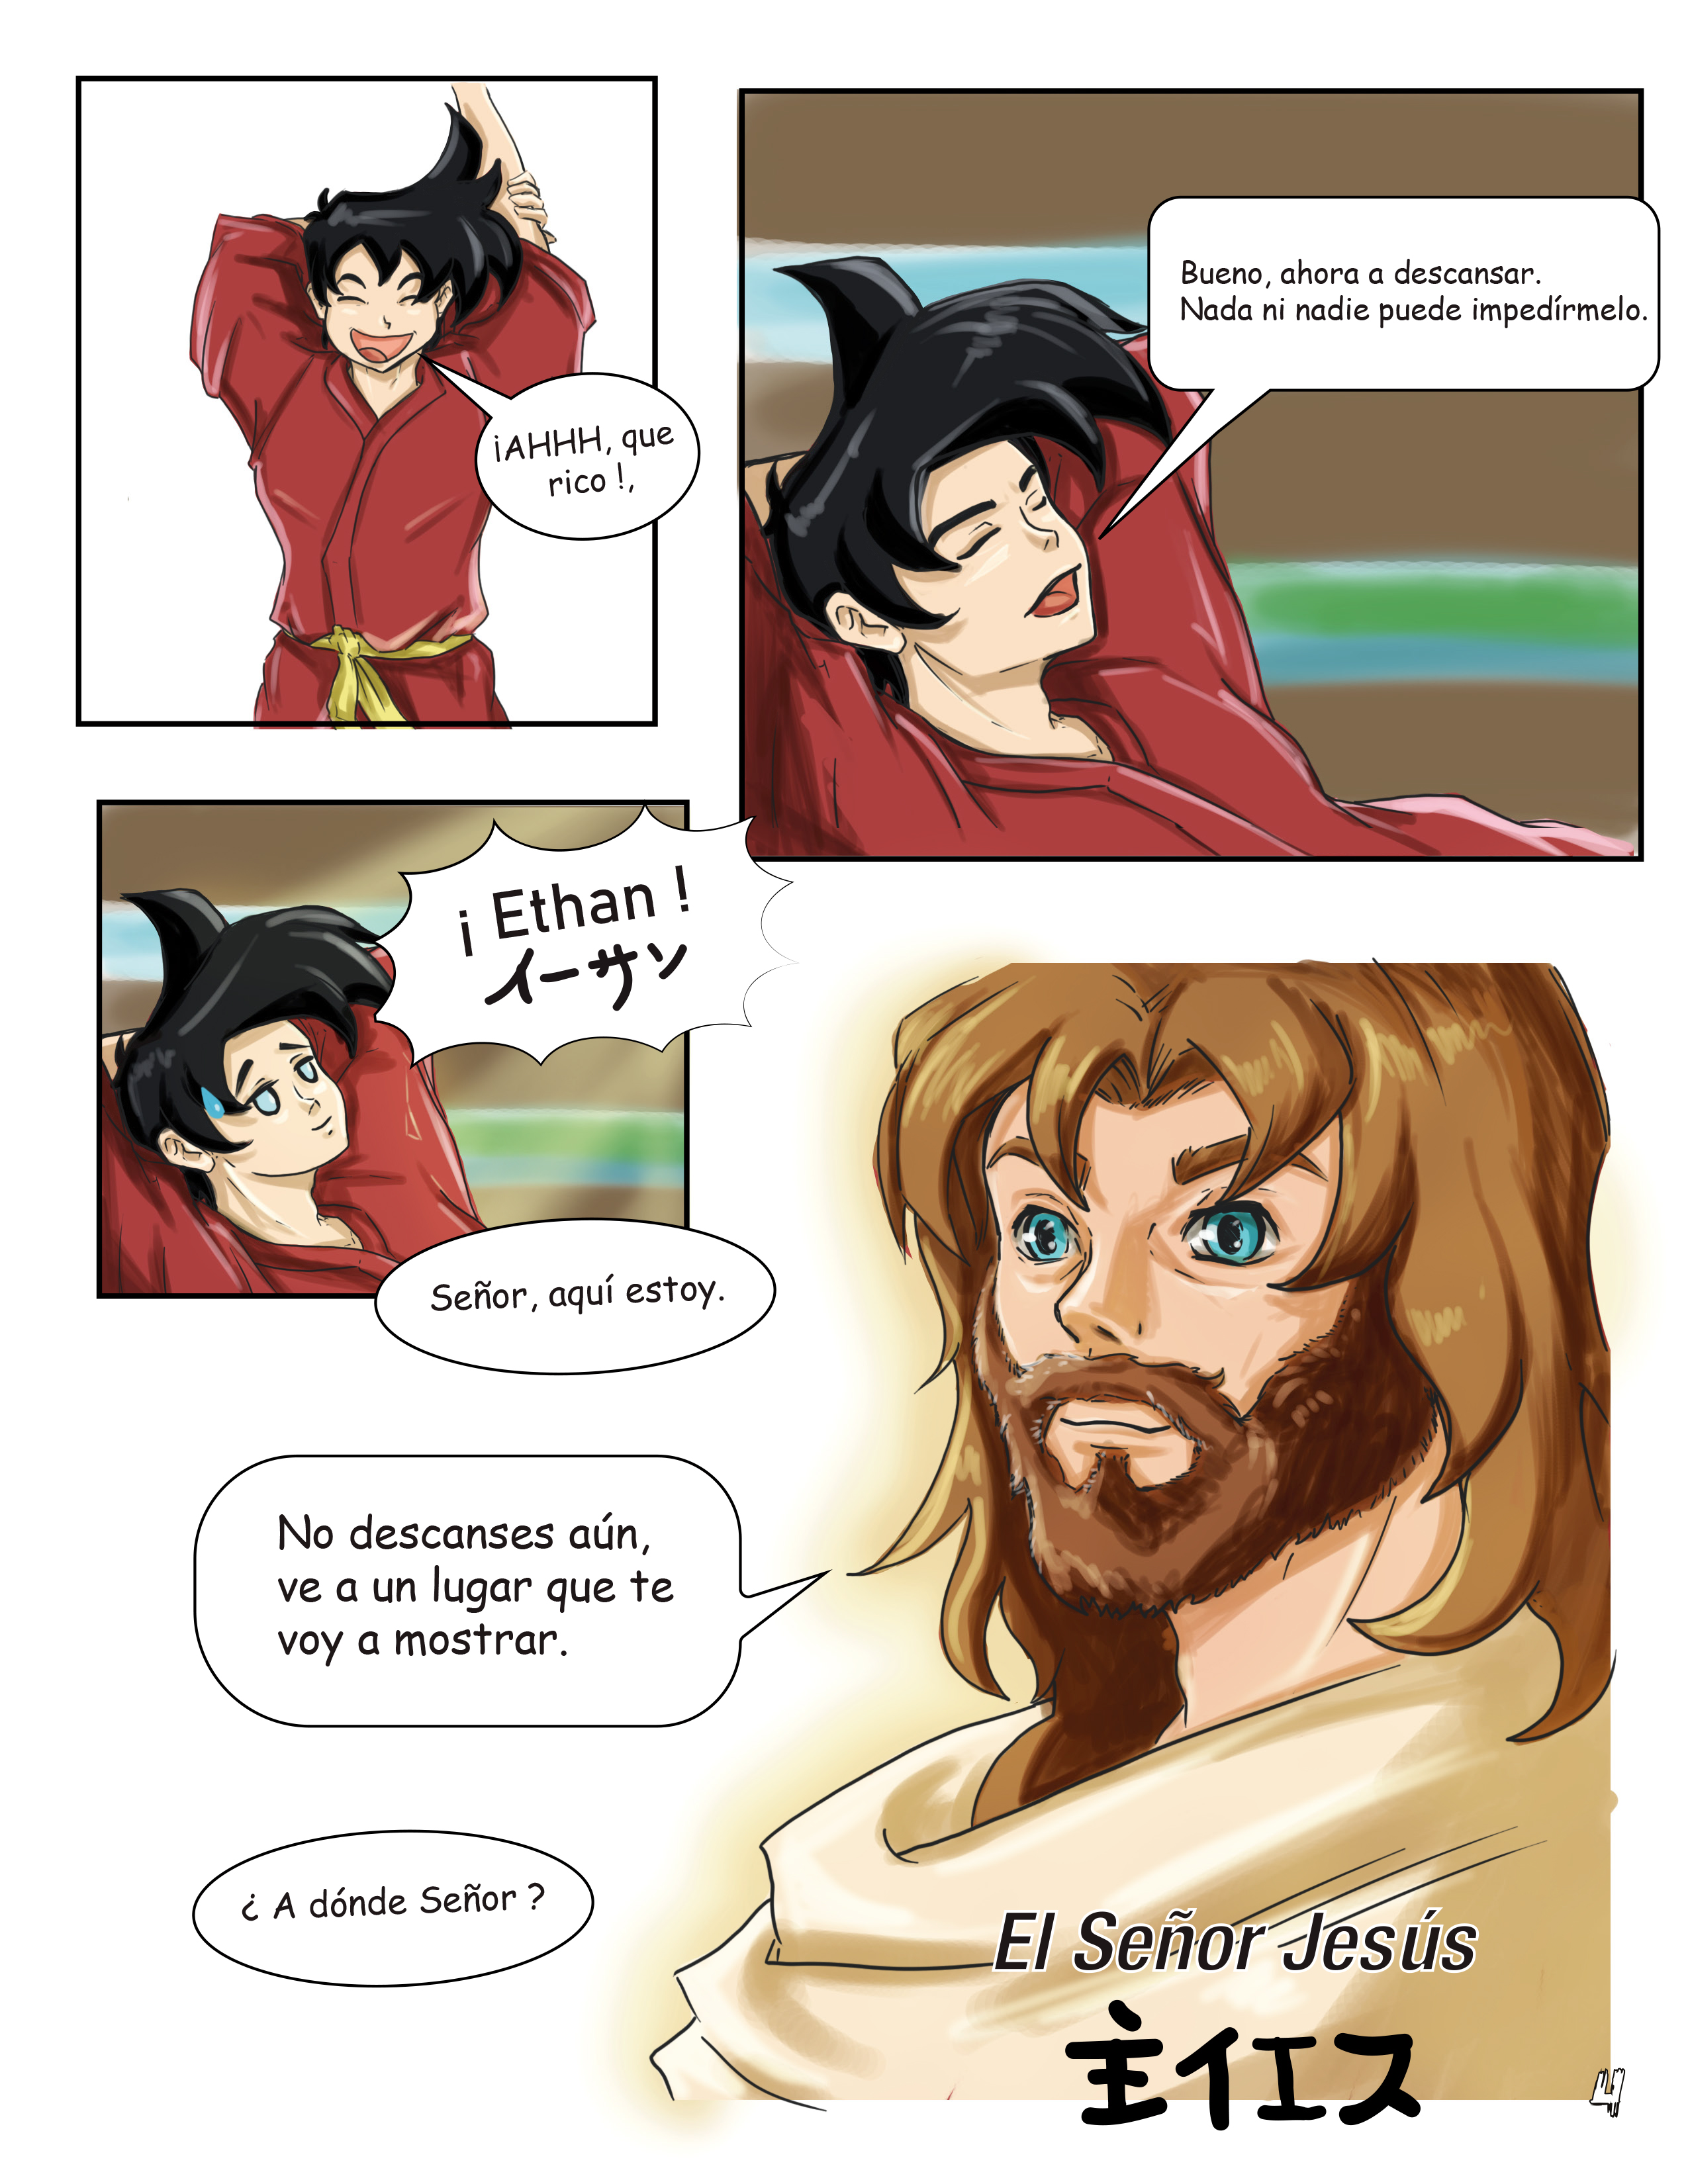 ¡AHHH, que
rico !,
Bueno, ahora a descansar.
Nada ni nadie puede impedírmelo.
¡ Ethan !
イーサン
Señor, aquí estoy.
No descanses aún,
ve a un lugar que te
voy a mostrar.
¿ A dónde Señor ?
El Señor Jesús
主イエス
4